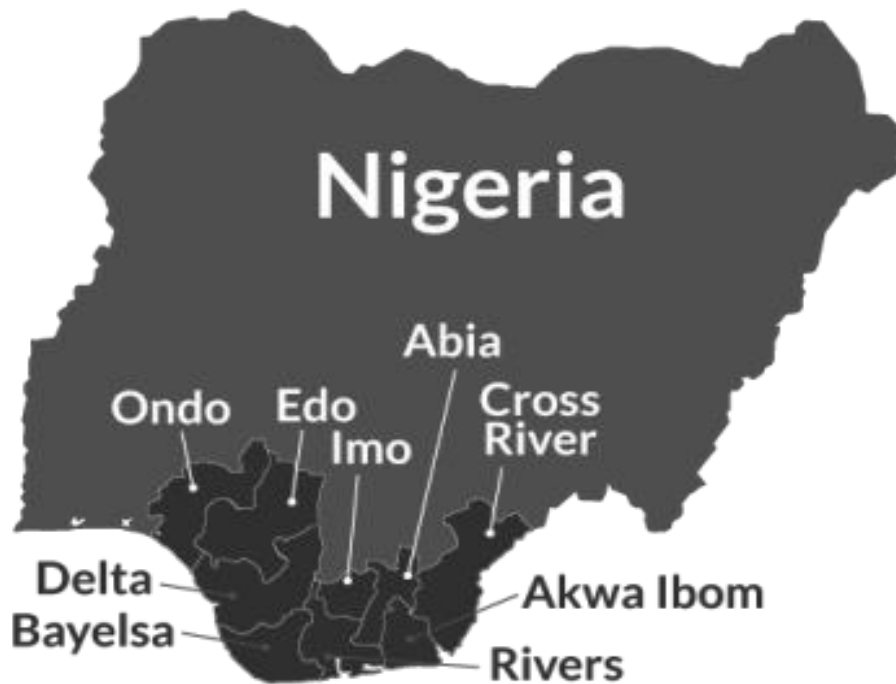 Nigeria
Abia
Ondo
Edo
Cross
River
Imo
Delta
Akwa Ibom
Bayelsa
Rivers